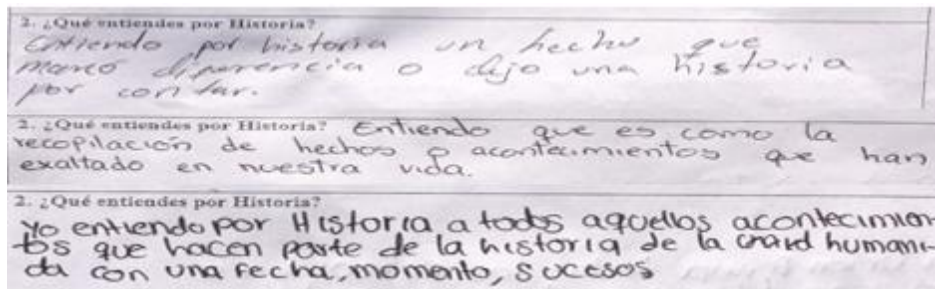 2. ¿Qué entiendes por Historia?
Entiendo por historia un hecho que
marcó diferencia o dejo una historia
por contar.
2. ¿Qué entiendes por Historia? Entiendo que es como la
recopilación de hechos o acontecimientos que han
exaltado en nuestra vida.
2. ¿Qué entiendes por Historia?
Yo entiendo por Historia a todos aquellos acontecimien-
tos que hacen parte de la historia de la humani-
da con una fecha, momento, sucesos